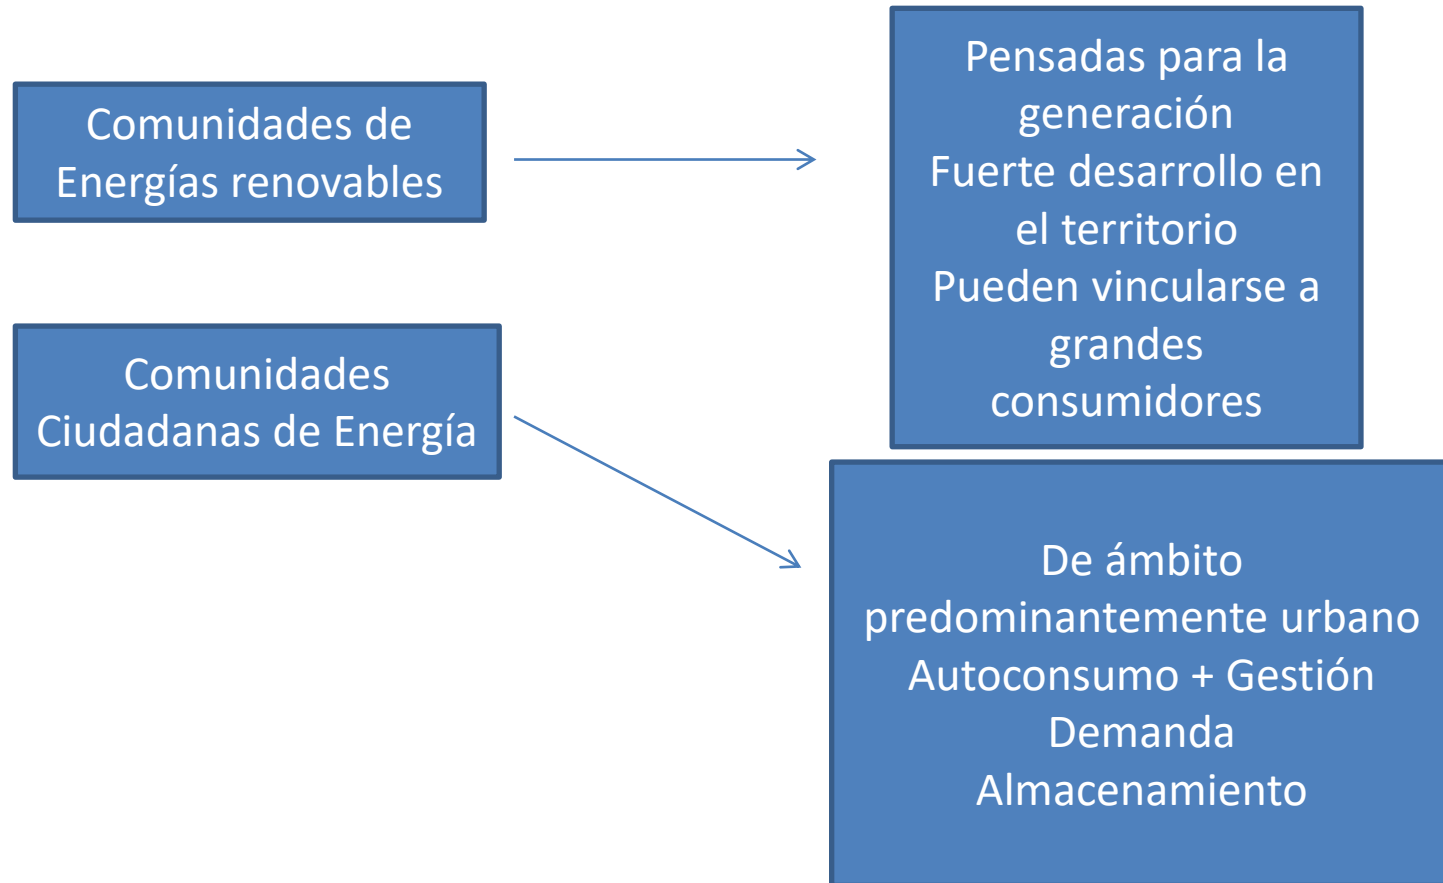 Comunidades de
Energías renovables
Pensadas para la
generación
Fuerte desarrollo en
el territorio
Pueden vincularse a
grandes
consumidores
Comunidades
Ciudadanas de Energía
De ámbito
predominantemente urbano
Autoconsumo + Gestión
Demanda
Almacenamiento